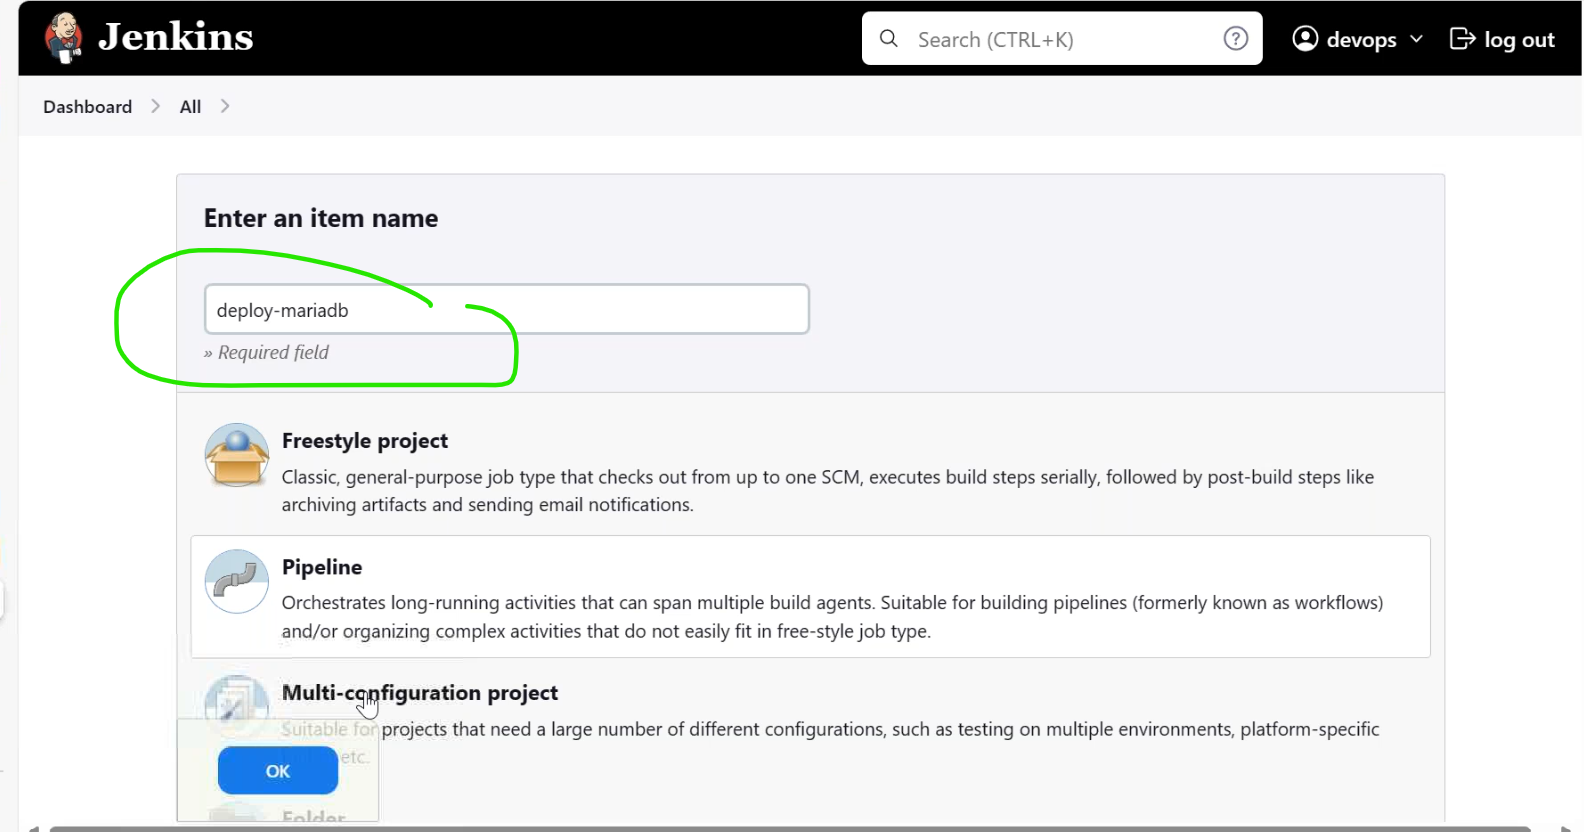 Jenkins
Search (CTRL+K)
devops
log out
Dashboard
All
Enter an item name
deploy-mariadb
» Required field
Freestyle project
Classic, general-purpose job type that checks out from up to one SCM, executes build steps serially, followed by post-build steps like
archiving artifacts and sending email notifications.
Pipeline
Orchestrates long-running activities that can span multiple build agents. Suitable for building pipelines (formerly known as workflows)
and/or organizing complex activities that do not easily fit in free-style job type.
Multi-configuration project
Suitable for projects that need a large number of different configurations, such as testing on multiple environments, platform-specific
etc.
OK
Folder